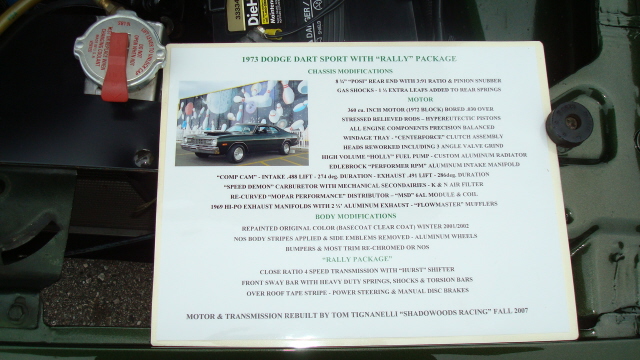 1973 DODGE DART SPORT WITH "RALLY" PACKAGE
CHASSIS MODIFICATIONS
8 ¾" "POSI" REAR END WITH 3:91 RATIO & PINION SNUBBER
GAS SHOCKS - 1 ½ EXTRA LEAFS ADDED TO REAR SPRINGS
MOTOR
360 cu. INCH MOTOR (1972 BLOCK) BORED .030 OVER
STRESSED RELIEVED RODS - HYPEREUTECTIC PISTONS
ALL ENGINE COMPONENTS PRECISION BALANCED
WINDAGE TRAY - "CENTERFORCE" CLUTCH ASSEMBLY
HEADS REWORKED INCLUDING 3 ANGLE VALVE GRIND
HIGH VOLUME "HOLLY" FUEL PUMP - CUSTOM ALUMINUM RADIATOR
EDLEBROCK "PERFORMER RPM" ALUMINUM INTAKE MANIFOLD
"COMP CAM" - INTAKE .488 LIFT - 274 deg. DURATION - EXHAUST .491 LIFT - 286deg. DURATION
"SPEED DEMON" CARBURETOR WITH MECHANICAL SECONDAIRIES - K & N AIR FILTER
RE-CURVED "MOPAR PERFORMANCE" DISTRIBUTOR - "MSD" 6AL MODULE & COIL
1969 HI-PO EXHAUST MANIFOLDS WITH 2 ½" ALUMINUM EXHAUST - "FLOWMASTER" MUFFLERS
BODY MODIFICATIONS
REPAINTED ORIGINAL COLOR (BASECOAT CLEAR COAT) WINTER 2001/2002
NOS BODY STRIPES APPLIED & SIDE EMBLEMS REMOVED - ALUMINUM WHEELS
BUMPERS & MOST TRIM RE-CHROMED OR NOS
"RALLY PACKAGE"
CLOSE RATIO 4 SPEED TRANSMISSION WITH "HURST" SHIFTER
FRONT SWAY BAR WITH HEAVY DUTY SPRINGS, SHOCKS & TORSION BARS
OVER ROOF TAPE STRIPE - POWER STEERING & MANUAL DISC BRAKES
MOTOR & TRANSMISSION REBUILT BY TOM TIGNANELLI "SHADOWOODS RACING" FALL 2007